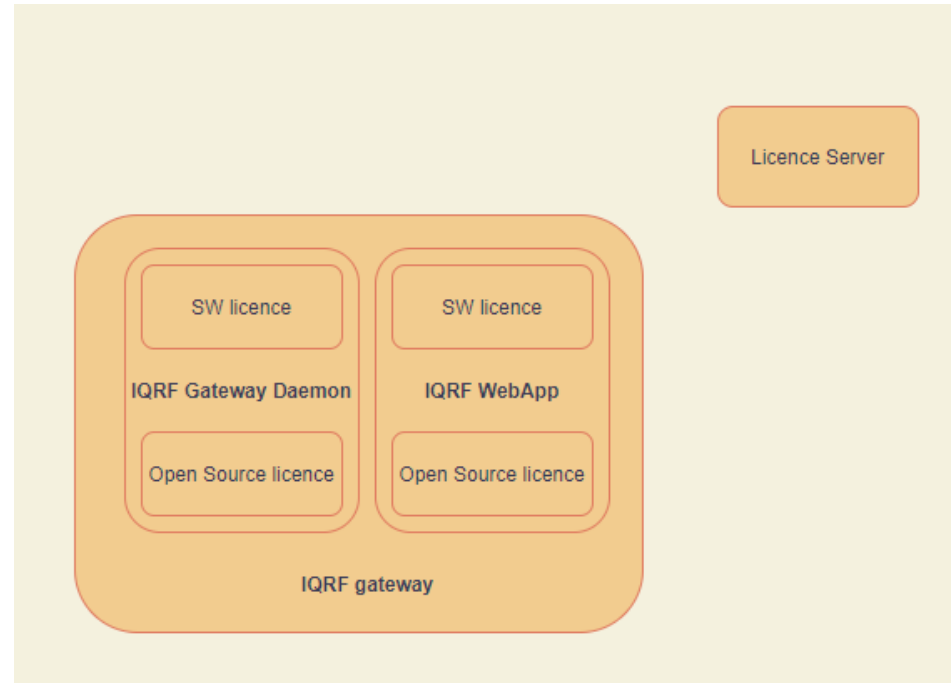 Licence Server
SW licence
SW licence
IQRF Gateway Daemon
IQRF WebApp
Open Source licence
Open Source licence
IQRF gateway